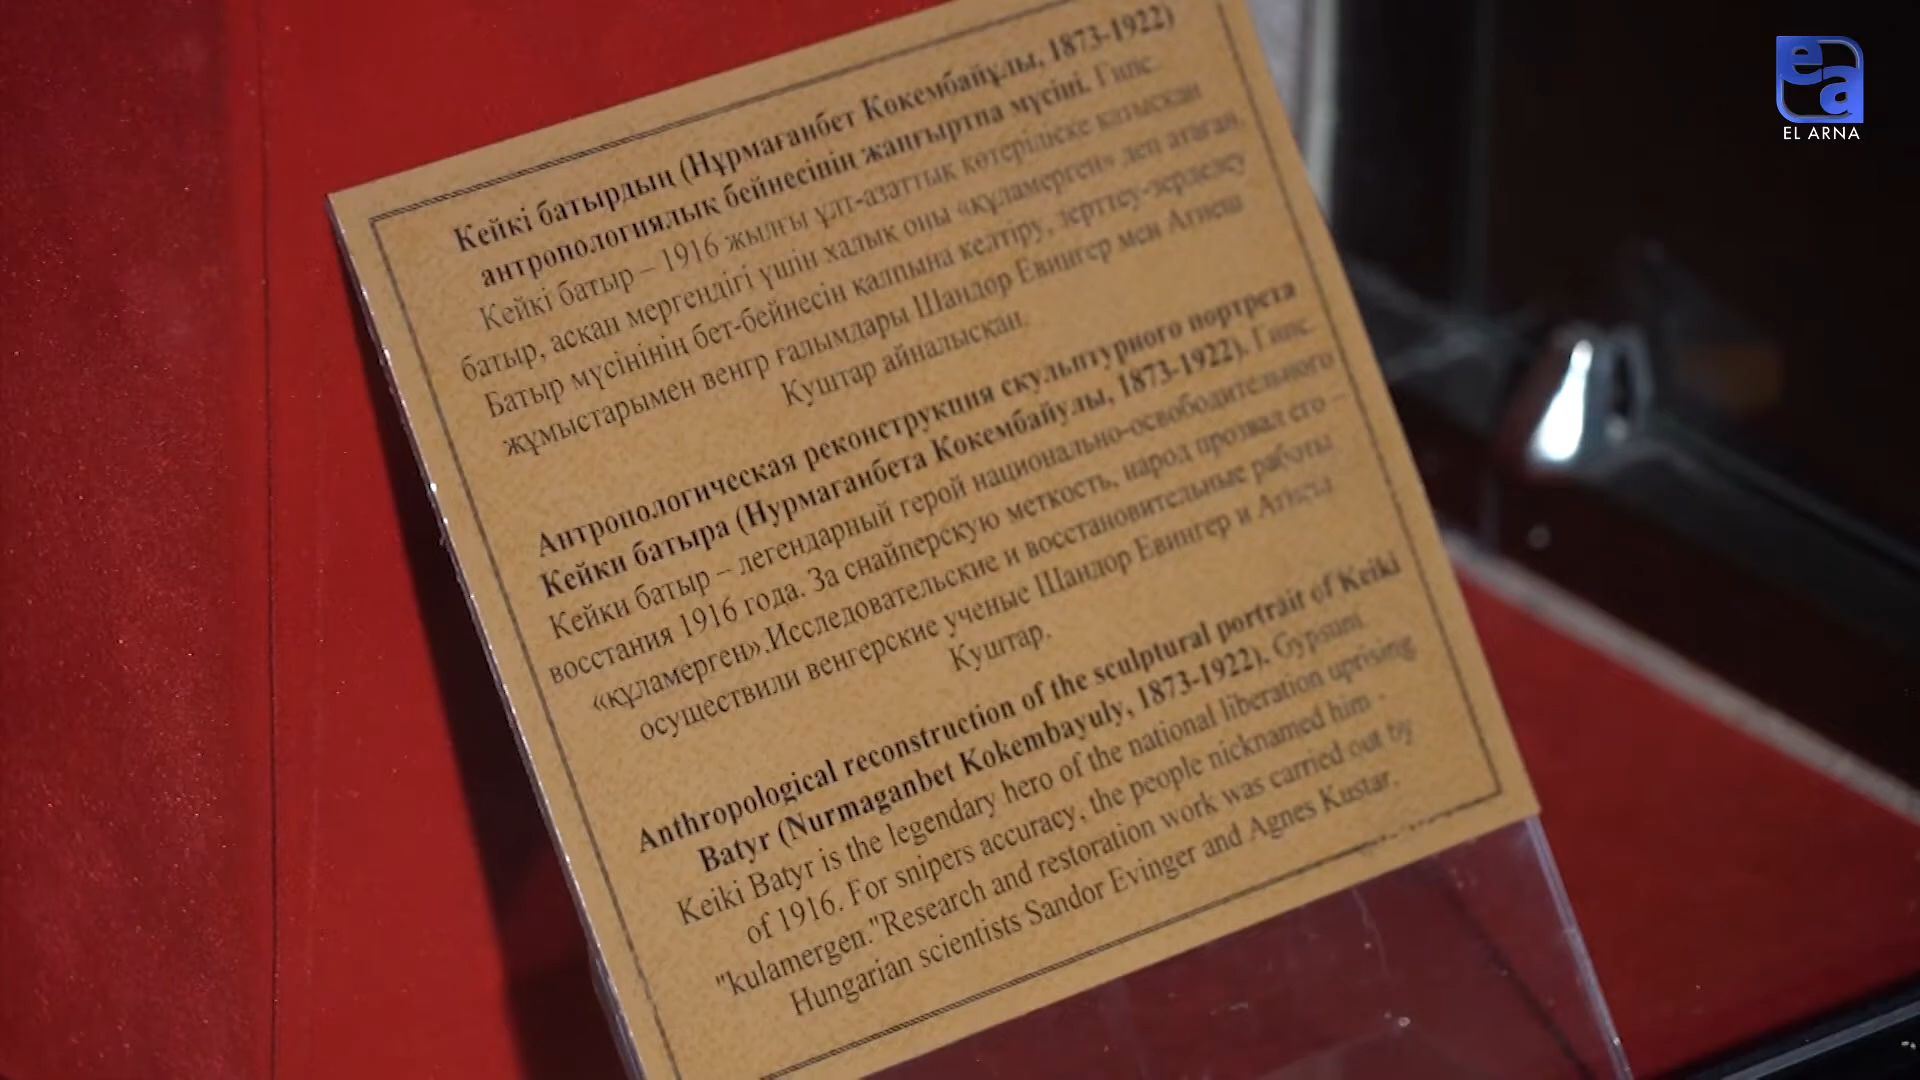 Кейкі батырдың (Нұрмағанбет Көкембайұлы, 1873-1922)
антропологиялық бейнесінің жаңғыртпа мүсіні. Гипс.
Кейкі батыр – 1916 жылғы ұлт-азаттық көтеріліске қатысқан
батыр, асқан мергендігі үшін халық оны «құламерген» деп атаған.
Батыр мүсінінің бет-бейнесін қалпына келтіру, зерттеу-зерделеу
жұмыстарымен венгр ғалымдары Шандор Евингер мен Агнеш
Куштар айналысқан.
Антропологическая реконструкция скульптурного портрета
Кейки батыра (Нурмаганбета Кокембайулы, 1873-1922). Гипс.
Кейки батыр – легендарный герой национально-освободительного
восстания 1916 года. За снайперскую меткость, народ прозвал его –
«құламерген».Исследовательские и восстановительные работы
осуществили венгерские ученые Шандор Евингер и Агнеш
Куштар.
Anthropological reconstruction of the sculptural portrait of Keiki
Batyr (Nurmaganbet Kokembayuly, 1873-1922). Gypsum.
Keiki Batyr is the legendary hero of the national liberation uprising
of 1916. For snipers accuracy, the people nicknamed him -
"kulamergen."Research and restoration work was carried out by
Hungarian scientists Sandor Evinger and Agnes Kustar.
ea
EL ARNA